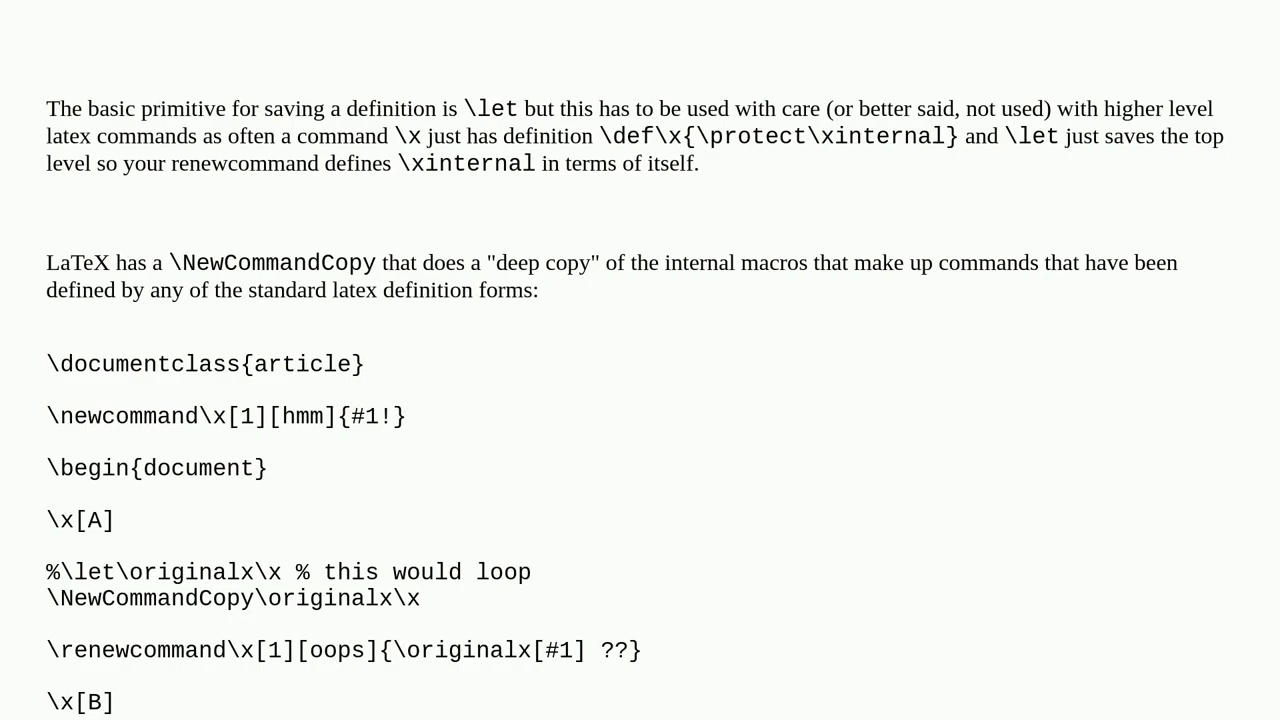 The basic primitive for saving a definition is \let but this has to be used with care (or better said, not used) with higher level
latex commands as often a command \x just has definition \def\x{\protect\xinternal} and \let just saves the top
level so your renewcommand defines \xinternal in terms of itself.
LaTeX has a \NewCommandCopy that does a "deep copy" of the internal macros that make up commands that have been
defined by any of the standard latex definition forms:
\documentclass{article}
\newcommand\x[1][hmm]{#1!}
\begin{document}
\x[A]
%\let\originalx\x % this would loop
\NewCommandCopy\originalx\x
\renewcommand\x[1][oops]{\originalx[#1] ??}
\x[B]